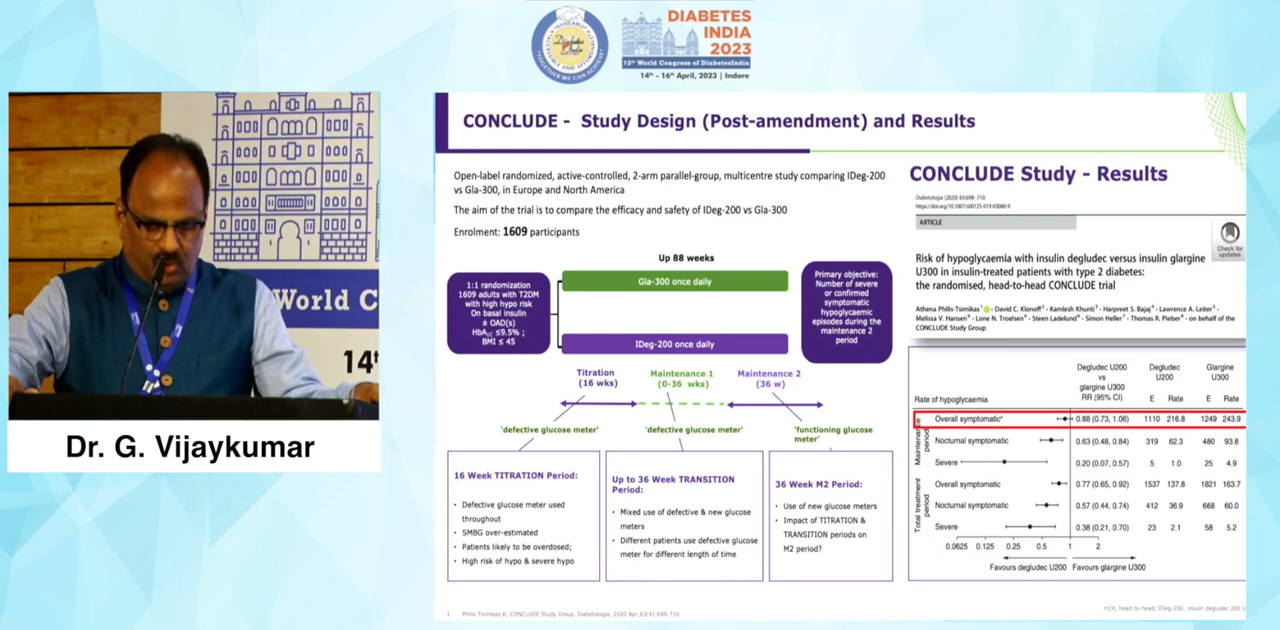 DIABETES
INDIA
2023
13th World Congress of DiabetesIndia
14th - 16th April, 2023 | Indore
World C
14t
Dr. G. Vijaykumar
CONCLUDE - Study Design (Post-amendment) and Results
Open-label randomized, active-controlled, 2-arm parallel-group, multicentre study comparing IDeg-200
vs Gla-300, in Europe and North America
The aim of the trial is to compare the efficacy and safety of IDeg-200 vs Gla-300
Enrolment: 1609 participants
Up 88 weeks
1:1 randomization
1609 adults with T2DM
with high hypo risk
On basal insulin
± OAD(s)
HbA1C ≤9.5% ;
BMI ≤ 45
Gla-300 once daily
IDeg-200 once daily
Primary objective:
Number of severe
or confirmed
symptomatic
hypoglycaemic
episodes during the
maintenance 2
period
Titration
(16 wks)
Maintenance 1
(0-36 wks)
Maintenance 2
(36 w)
'defective glucose meter'
'defective glucose meter'
'functioning glucose
meter'
16 Week TITRATION Period:
• Defective glucose meter used
throughout
• SMBG over-estimated
• Patients likely to be overdosed;
• High risk of hypo & severe hypo
Up to 36 Week TRANSITION
Period:
• Mixed use of defective & new glucose
meters
• Different patients use defective glucose
meter for different length of time
36 Week M2 Period:
• Use of new glucose meters
• Impact of TITRATION &
TRANSITION periods on
M2 period?
CONCLUDE Study - Results
Diabetologia (2020) 63:698–710
ARTICLE
Check for
updates
Risk of hypoglycaemia with insulin degludec versus insulin glargine
U300 in insulin-treated patients with type 2 diabetes:
the randomised, head-to-head CONCLUDE trial
Athena Philis-Tsimikas · David C. Klonoff · Kamlesh Khunti · Harpreet S. Bajaj · Lawrence A. Leiter ·
Melissa V. Hansen · Lone N. Troelsen · Steen Ladelund · Simon Heller · Thomas R. Pieber · on behalf of the
CONCLUDE Study Group
Degludec U200 vs glargine U300 RR (95% CI) Degludec U200 Glargine U300
Rate of hypoglycaemia E Rate E Rate
Maintenance period
Overall symptomatic 0.88 (0.73, 1.06) 1110 216.8 1249 243.9
Nocturnal symptomatic 0.63 (0.48, 0.84) 319 62.3 480 93.8
Severe 0.20 (0.07, 0.57) 5 1.0 25 4.9
Total treatment period
Overall symptomatic 0.77 (0.65, 0.92) 1537 137.8 1821 163.7
Nocturnal symptomatic 0.57 (0.44, 0.74) 412 36.9 668 60.0
Severe 0.38 (0.21, 0.70) 23 2.1 58 5.2
0.0625 0.125 0.25 0.5 1 2
Favours degludec U200 Favours glargine U300
1. Philis Tsimikas A; CONCLUDE Study Group. Diabetologia. 2020 Apr;63(4):698-710
H2H, head-to-head; IDeg-200, insulin degludec 200 U